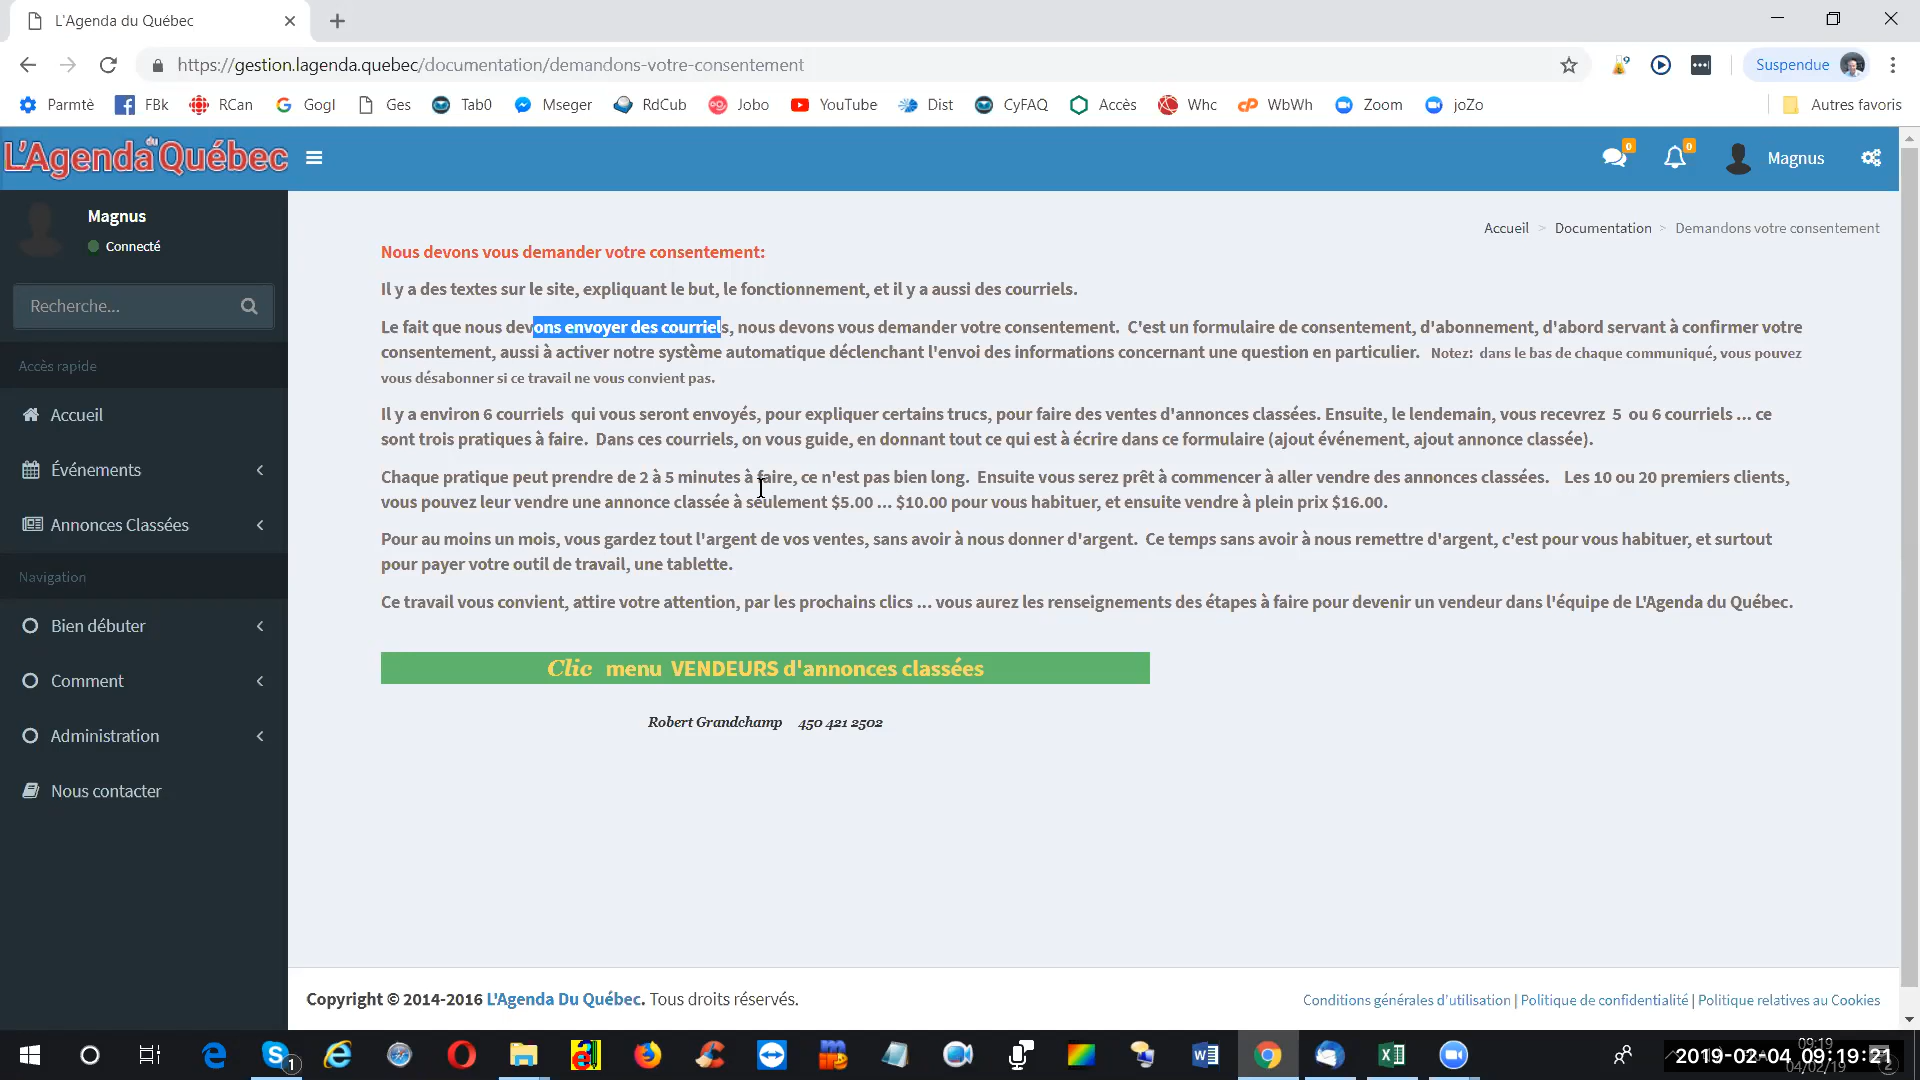 L'Agenda du Québec
https://gestion.lagenda.quebec/documentation/demandons-votre-consentement
Suspendue
Parmtè FBk RCan Gogl Ges Tab0 Mseger RdCub Jobo YouTube Dist CyFAQ Accès Whc WbWh Zoom joZo Autres favoris
L'Agenda du Québec
0 0 Magnus
Magnus
Connecté
Recherche...
Accès rapide
Accueil
Événements
Annonces Classées
Navigation
Bien débuter
Comment
Administration
Nous contacter
Accueil > Documentation > Demandons votre consentement
Nous devons vous demander votre consentement:
Il y a des textes sur le site, expliquant le but, le fonctionnement, et il y a aussi des courriels.
Le fait que nous devons envoyer des courriels, nous devons vous demander votre consentement. C'est un formulaire de consentement, d'abonnement, d'abord servant à confirmer votre
consentement, aussi à activer notre système automatique déclenchant l'envoi des informations concernant une question en particulier. Notez: dans le bas de chaque communiqué, vous pouvez
vous désabonner si ce travail ne vous convient pas.
Il y a environ 6 courriels qui vous seront envoyés, pour expliquer certains trucs, pour faire des ventes d'annonces classées. Ensuite, le lendemain, vous recevrez 5 ou 6 courriels ... ce
sont trois pratiques à faire. Dans ces courriels, on vous guide, en donnant tout ce qui est à écrire dans ce formulaire (ajout événement, ajout annonce classée).
Chaque pratique peut prendre de 2 à 5 minutes à faire, ce n'est pas bien long. Ensuite vous serez prêt à commencer à aller vendre des annonces classées. Les 10 ou 20 premiers clients,
vous pouvez leur vendre une annonce classée à seulement $5.00 ... $10.00 pour vous habituer, et ensuite vendre à plein prix $16.00.
Pour au moins un mois, vous gardez tout l'argent de vos ventes, sans avoir à nous donner d'argent. Ce temps sans avoir à nous remettre d'argent, c'est pour vous habituer, et surtout
pour payer votre outil de travail, une tablette.
Ce travail vous convient, attire votre attention, par les prochains clics ... vous aurez les renseignements des étapes à faire pour devenir un vendeur dans l'équipe de L'Agenda du Québec.
Clic menu VENDEURS d'annonces classées
Robert Grandchamp 450 421 2502
Copyright © 2014-2016 L'Agenda Du Québec. Tous droits réservés.
Conditions générales d'utilisation | Politique de confidentialité | Politique relatives au Cookies
1
09:19
2019-02-04 09:19:21
04/02/19
2